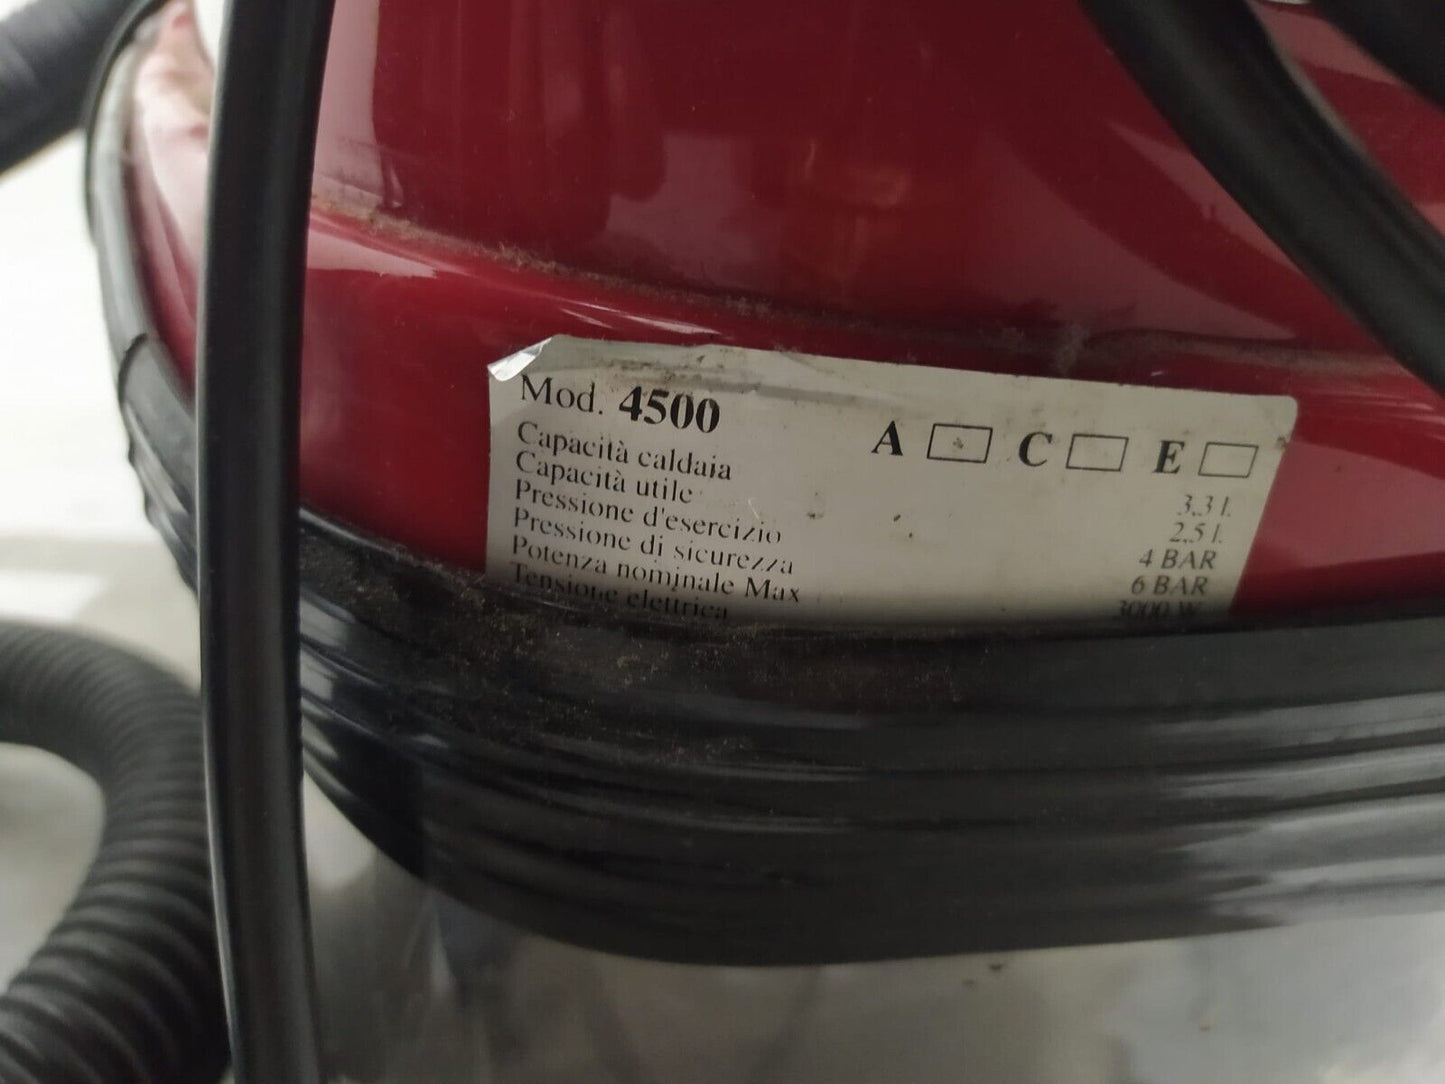 Mod. 4500 A C E
Capacità caldaia 3.3 l.
Capacità utile 2.5 l.
Pressione d'esercizio 4 BAR
Pressione di sicurezza 6 BAR
Potenza nominale Max 3000 W
Tensione elettrica